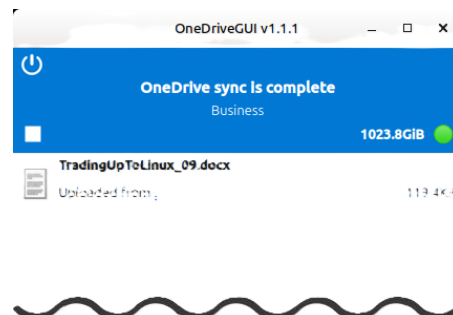 OneDriveGUI v1.1.1
OneDrive sync is complete
Business
1023.8GiB
TradingUpToLinux_09.docx
Uploaded from